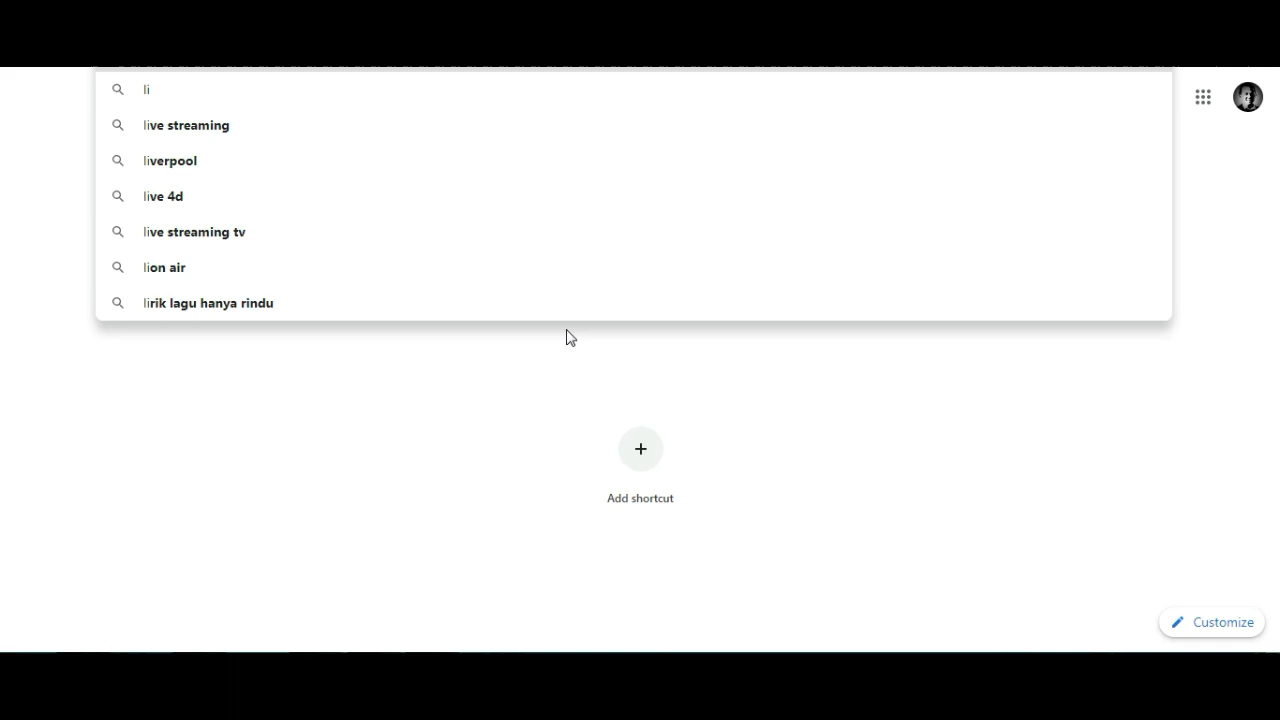 li
live streaming
liverpool
live 4d
live streaming tv
lion air
lirik lagu hanya rindu
Add shortcut
Customize